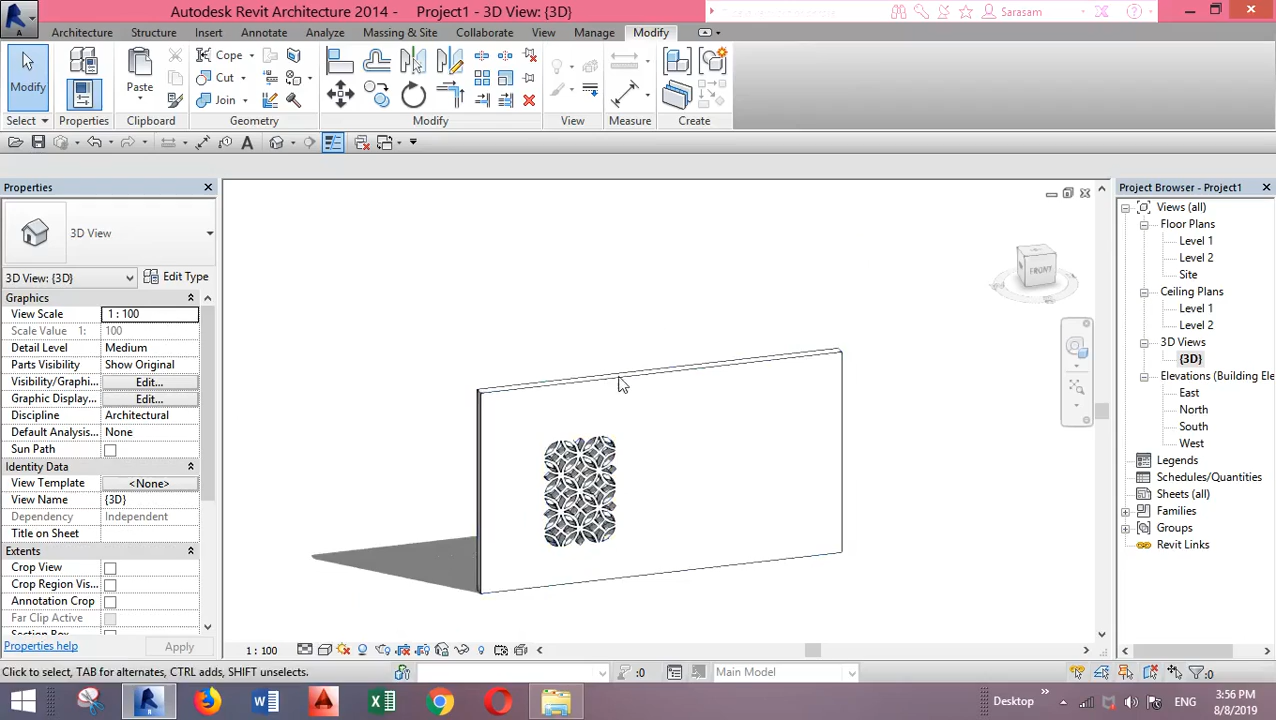 Autodesk Revit Architecture 2014 - Project1 - 3D View: {3D}
Sarasam
Architecture Structure Insert Annotate Analyze Massing & Site Collaborate View Manage Modify
Modify
Paste
Cope
Cut
Join
Select Properties Clipboard Geometry Modify View Measure Create
Properties
3D View
3D View: {3D} Edit Type
Graphics
View Scale 1 : 100
Scale Value 1: 100
Detail Level Medium
Parts Visibility Show Original
Visibility/Graphi... Edit...
Graphic Display... Edit...
Discipline Architectural
Default Analysis... None
Sun Path
Identity Data
View Template <None>
View Name {3D}
Dependency Independent
Title on Sheet
Extents
Crop View
Crop Region Vis...
Annotation Crop
Far Clip Active
Section Box
Properties help Apply
FRONT
Project Browser - Project1
Views (all)
Floor Plans
Level 1
Level 2
Site
Ceiling Plans
Level 1
Level 2
3D Views
{3D}
Elevations (Building Ele
East
North
South
West
Legends
Schedules/Quantities
Sheets (all)
Families
Groups
Revit Links
1 : 100
Click to select, TAB for alternates, CTRL adds, SHIFT unselects.
:0
Main Model
:0
Desktop
ENG
3:56 PM
8/8/2019